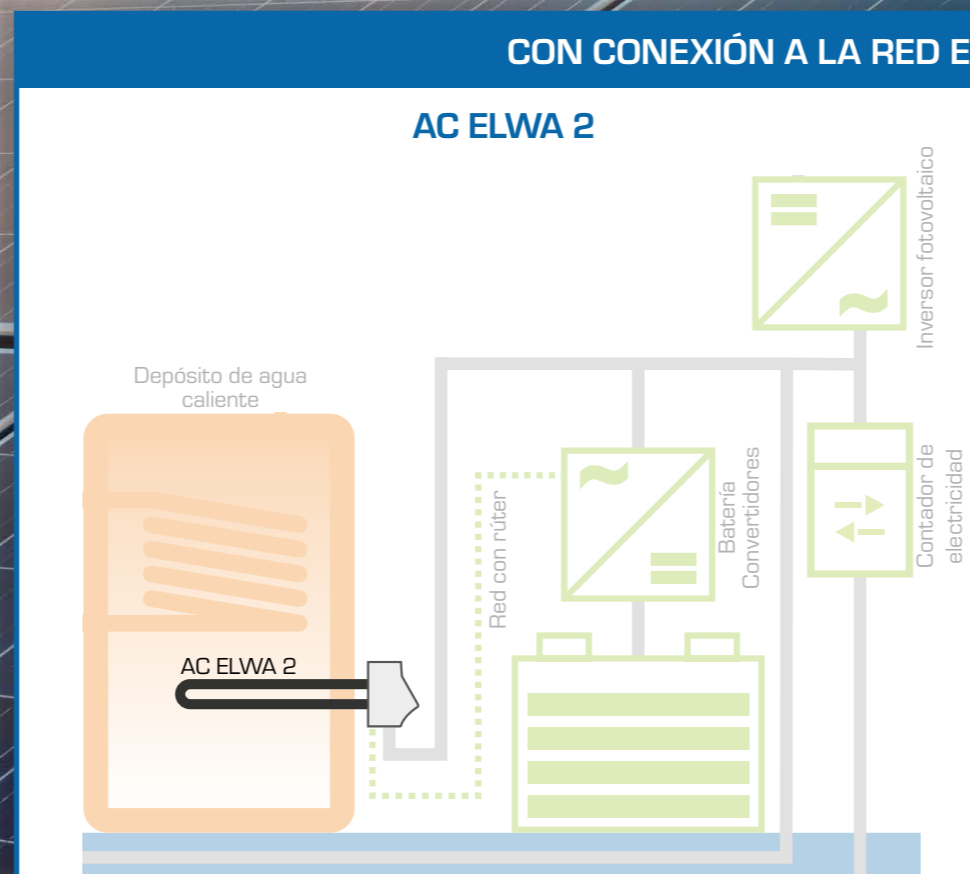 CON CONEXIÓN A LA RED E
AC ELWA 2
Inversor fotovoltaico
Depósito de agua
caliente
Red con rúter
Batería
Convertidores
Contador de
electricidad
AC ELWA 2